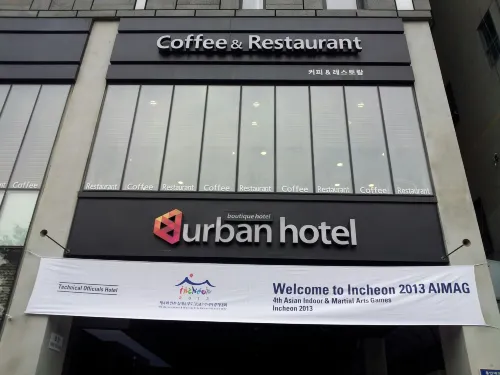 Coffee & Restaurant
커피 & 레스토랑
Restaurant Coffee Restaurant Coffee Restaurant Coffee Restaurant Coffee Restaurant
Coffee
boutique hotel
urban hotel
Technical Officials Hotel
Welcome to Incheon 2013 AIMAG
4th Asian Indoor & Martial Arts Games
Incheon 2013